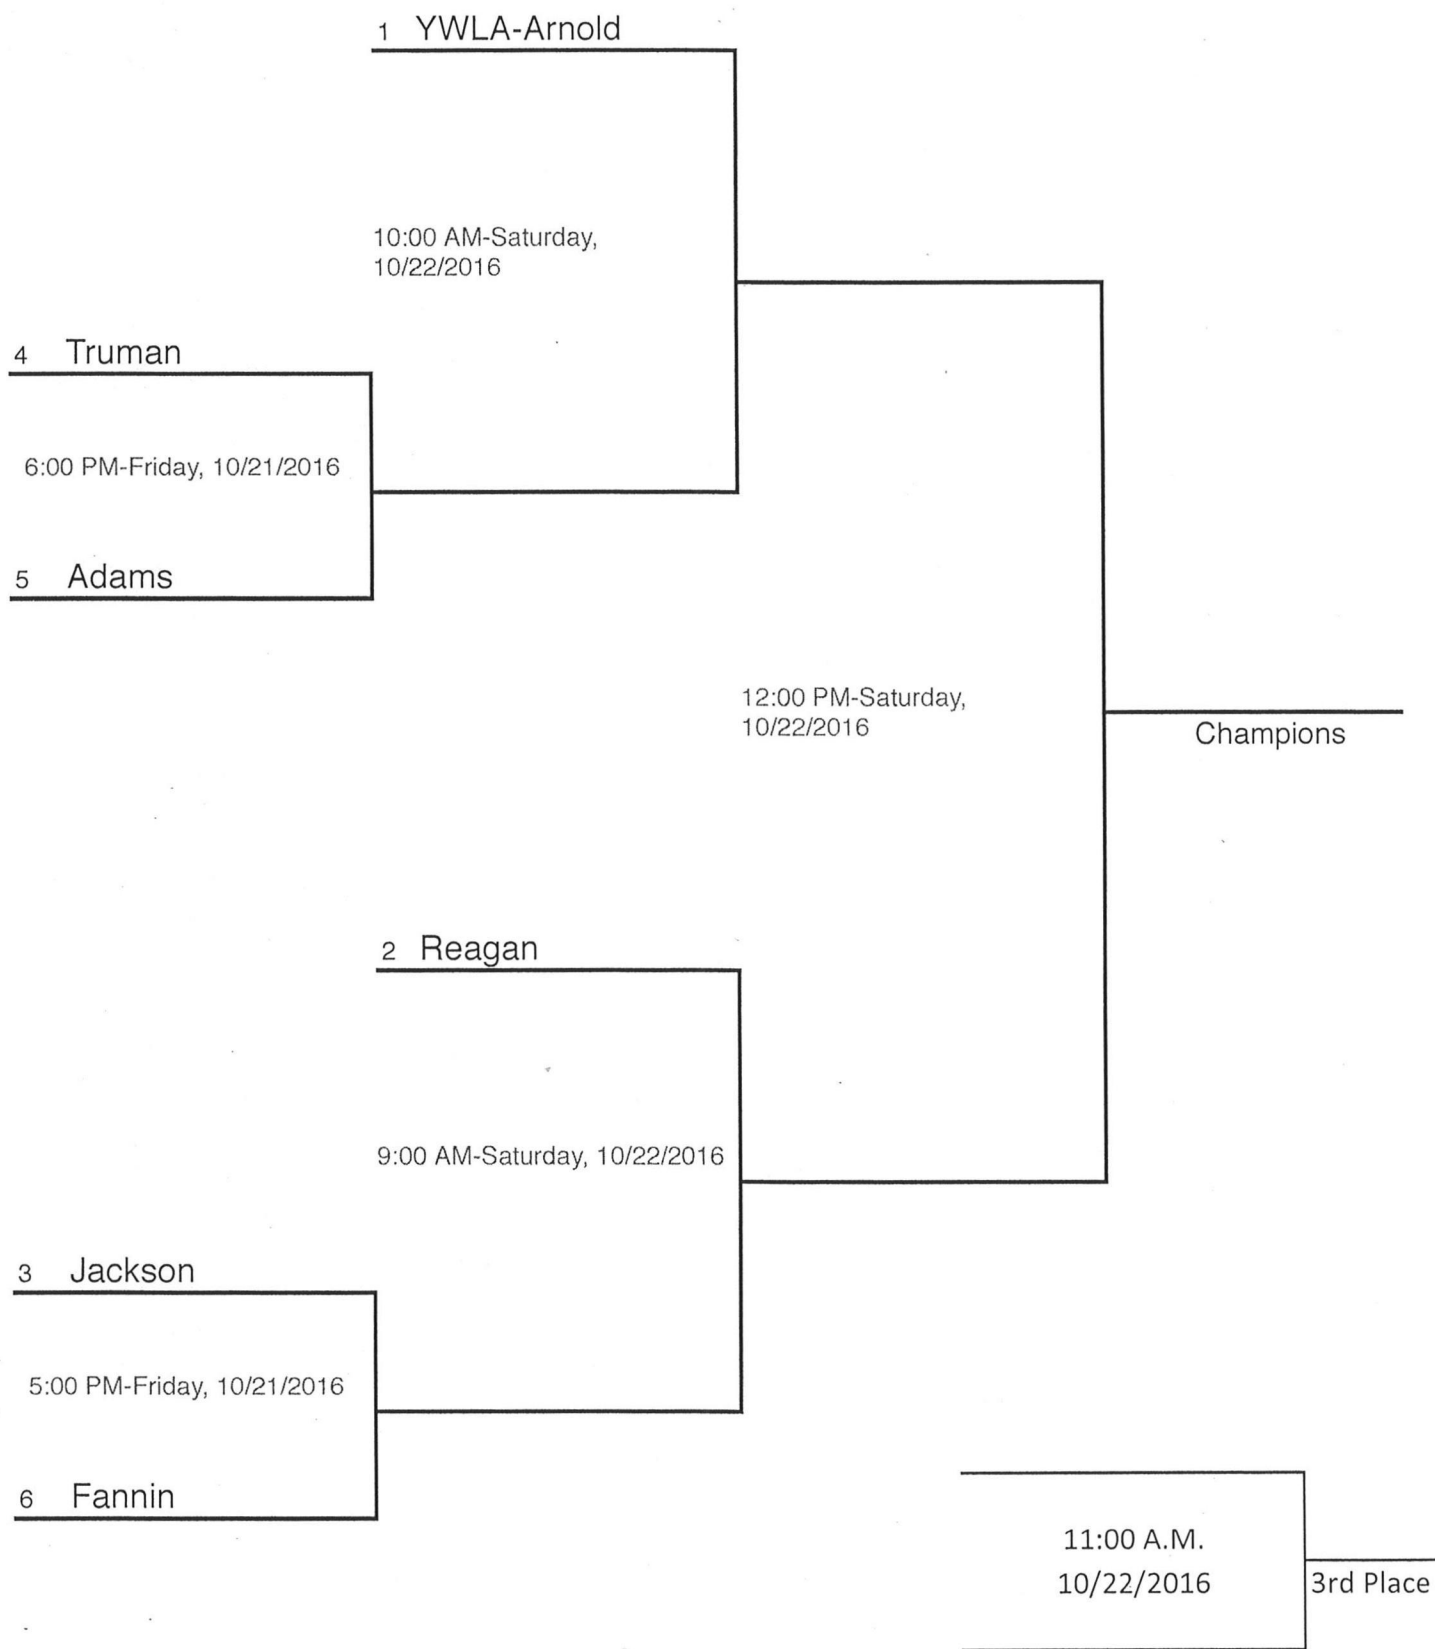 1 YWLA-Arnold
10:00 AM-Saturday,
10/22/2016
4 Truman
6:00 PM-Friday, 10/21/2016
5 Adams
12:00 PM-Saturday,
10/22/2016
Champions
2 Reagan
9:00 AM-Saturday, 10/22/2016
3 Jackson
5:00 PM-Friday, 10/21/2016
6 Fannin
11:00 A.M.
10/22/2016
3rd Place